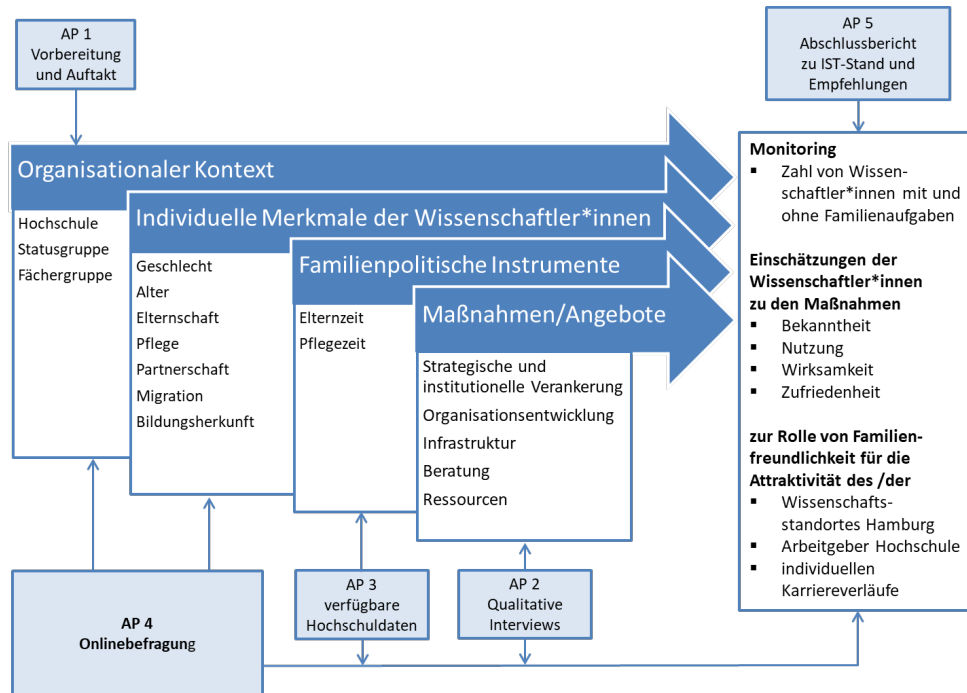 AP 1
Vorbereitung
und Auftakt
AP 5
Abschlussbericht
zu IST-Stand und
Empfehlungen
Organisationaler Kontext
Hochschule
Statusgruppe
Fächergruppe
Individuelle Merkmale der Wissenschaftler*innen
Geschlecht
Alter
Elternschaft
Pflege
Partnerschaft
Migration
Bildungsherkunft
Familienpolitische Instrumente
Elternzeit
Pflegezeit
Maßnahmen/Angebote
Strategische und
institutionelle Verankerung
Organisationsentwicklung
Infrastruktur
Beratung
Ressourcen
Monitoring
▪ Zahl von Wissen-
schaftler*innen mit und
ohne Familienaufgaben
Einschätzungen der
Wissenschaftler*innen
zu den Maßnahmen
▪ Bekanntheit
▪ Nutzung
▪ Wirksamkeit
▪ Zufriedenheit
zur Rolle von Familien-
freundlichkeit für die
Attraktivität des /der
▪ Wissenschafts-
standortes Hamburg
▪ Arbeitgeber Hochschule
▪ individuellen
Karriereverläufe
AP 4
Onlinebefragung
AP 3
verfügbare
Hochschuldaten
AP 2
Qualitative
Interviews